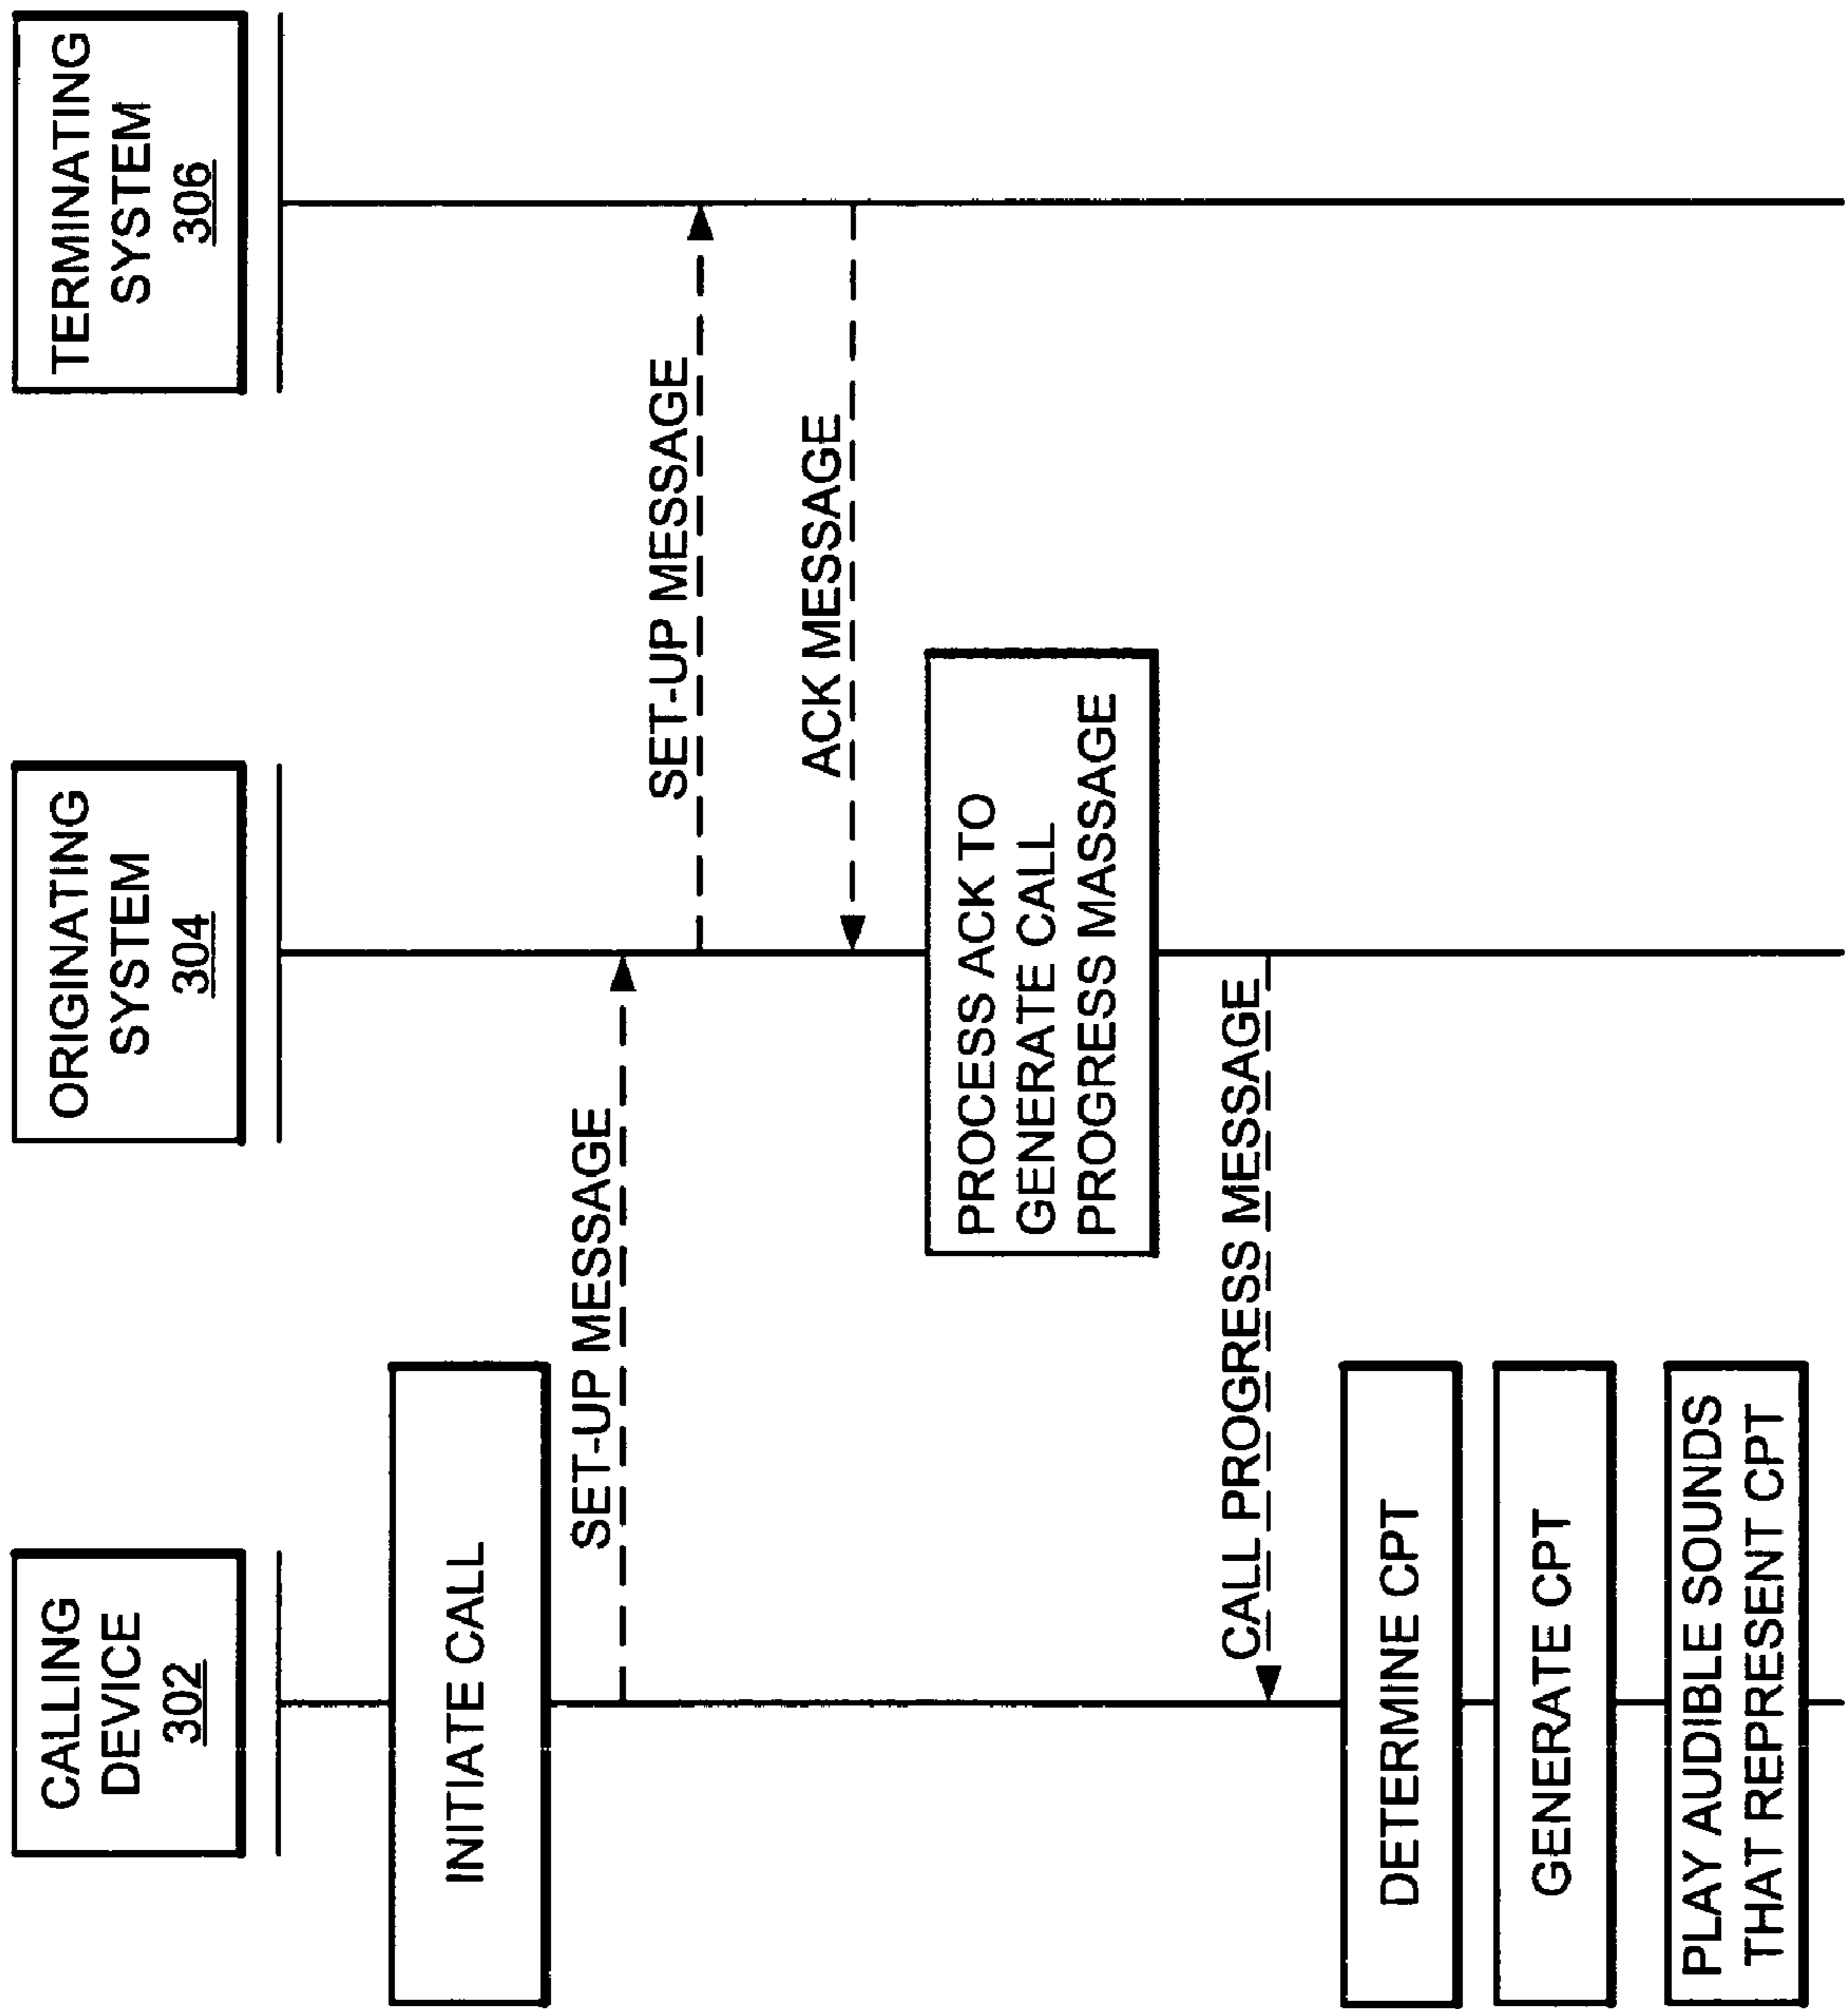 CALLING
DEVICE
302
ORIGINATING
SYSTEM
304
TERMINATING
SYSTEM
306
INITIATE CALL
SET-UP MESSAGE
SET-UP MESSAGE
ACK MESSAGE
PROCESS ACK TO
GENERATE CALL
PROGRESS MASSAGE
CALL PROGRESS MESSAGE
DETERMINE CPT
GENERATE CPT
PLAY AUDIBLE SOUNDS
THAT REPRESENT CPT